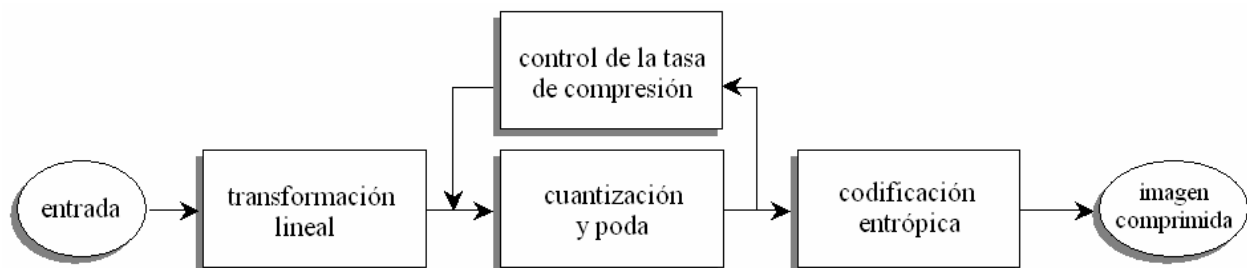 control de la tasa
de compresión
entrada
transformación
lineal
cuantización
y poda
codificación
entrópica
imagen
comprimida